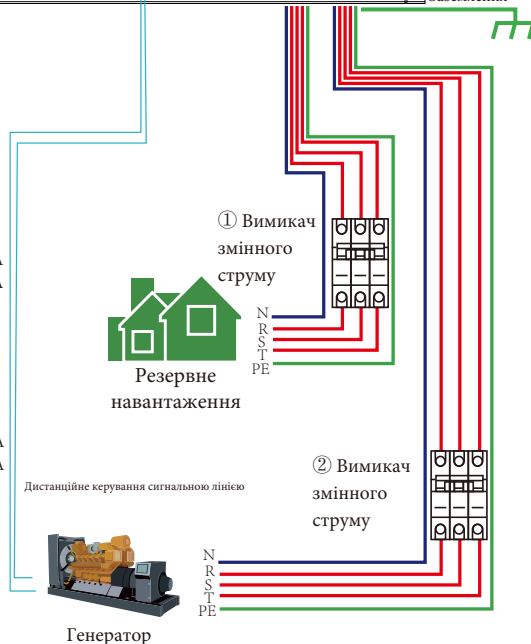 ① Вимикач
змінного
струму
А
А
N
R
S
T
PE
Резервне
навантаження
А
А
② Вимикач
змінного
струму
Дистанційне керування сигнальною лінією
N
R
S
T
PE
Генератор